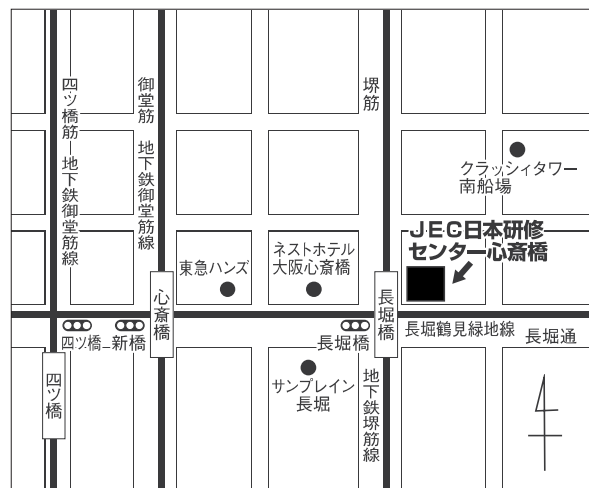 四ツ橋筋
地下鉄御堂筋線
御堂筋
地下鉄御堂筋線
堺筋
クラッシィタワー
南船場
JEC日本研修
センター心斎橋
東急ハンズ
ネストホテル
大阪心斎橋
心斎橋
長堀橋
四ツ橋
新橋
長堀橋
長堀鶴見緑地線
長堀通
四ツ橋
サンプレイン
長堀
地下鉄堺筋線